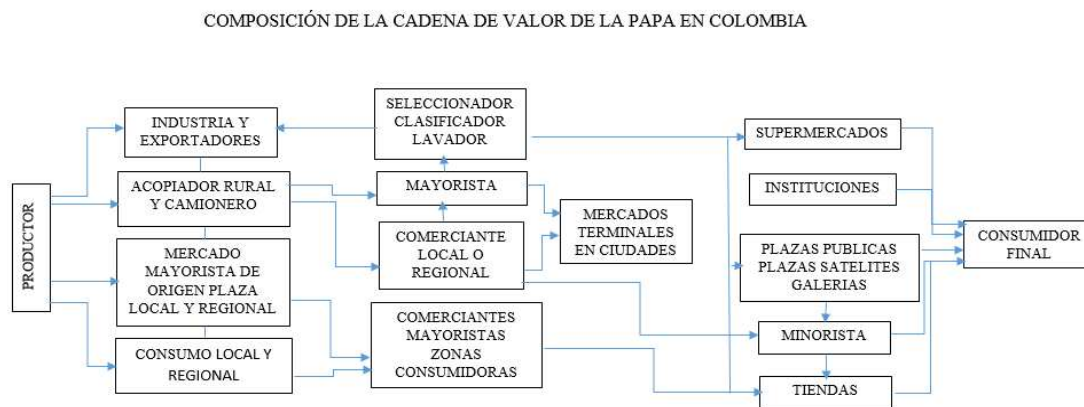 COMPOSICIÓN DE LA CADENA DE VALOR DE LA PAPA EN COLOMBIA
PRODUCTOR
INDUSTRIA Y
EXPORTADORES
ACOPIADOR RURAL
Y CAMIONERO
MERCADO
MAYORISTA DE
ORIGEN PLAZA
LOCAL Y REGIONAL
CONSUMO LOCAL Y
REGIONAL
SELECCIONADOR
CLASIFICADOR
LAVADOR
MAYORISTA
COMERCIANTE
LOCAL O
REGIONAL
COMERCIANTES
MAYORISTAS
ZONAS
CONSUMIDORAS
MERCADOS
TERMINALES
EN CIUDADES
SUPERMERCADOS
INSTITUCIONES
PLAZAS PUBLICAS
PLAZAS SATELITES
GALERIAS
MINORISTA
TIENDAS
CONSUMIDOR
FINAL